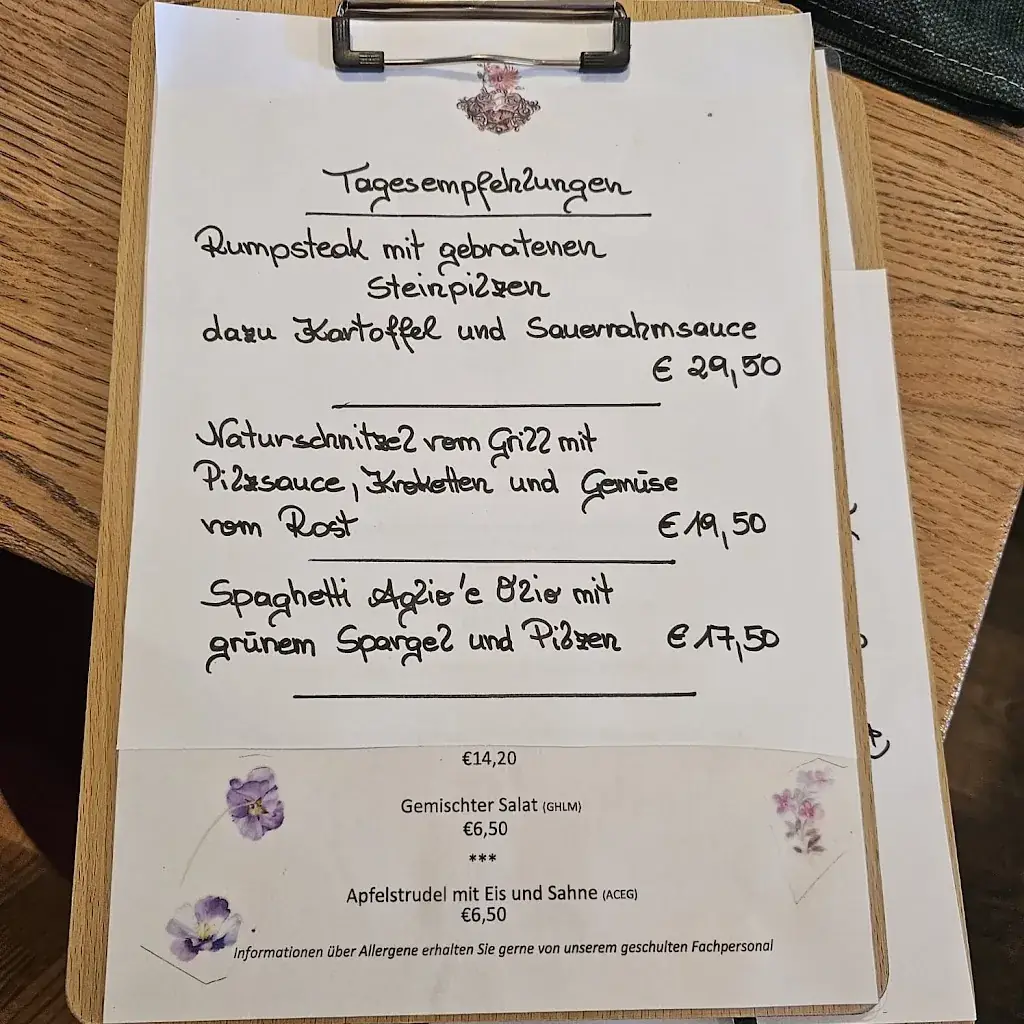 Tagesempfehlungen
Rumpsteak mit gebratenen
Steinpilzen
dazu Kartoffel und Sauerrahmsauce
€ 29,50
Naturschnitzel vom Grill mit
Pilzsauce, Kroketten und Gemüse
vom Rost € 19,50
Spaghetti Aglio'e Olio mit
grünem Spargel und Pilzen € 17,50
€14,20
Gemischter Salat (GHLM)
€6,50
***
Apfelstrudel mit Eis und Sahne (ACEG)
€6,50
Informationen über Allergene erhalten Sie gerne von unserem geschulten Fachpersonal